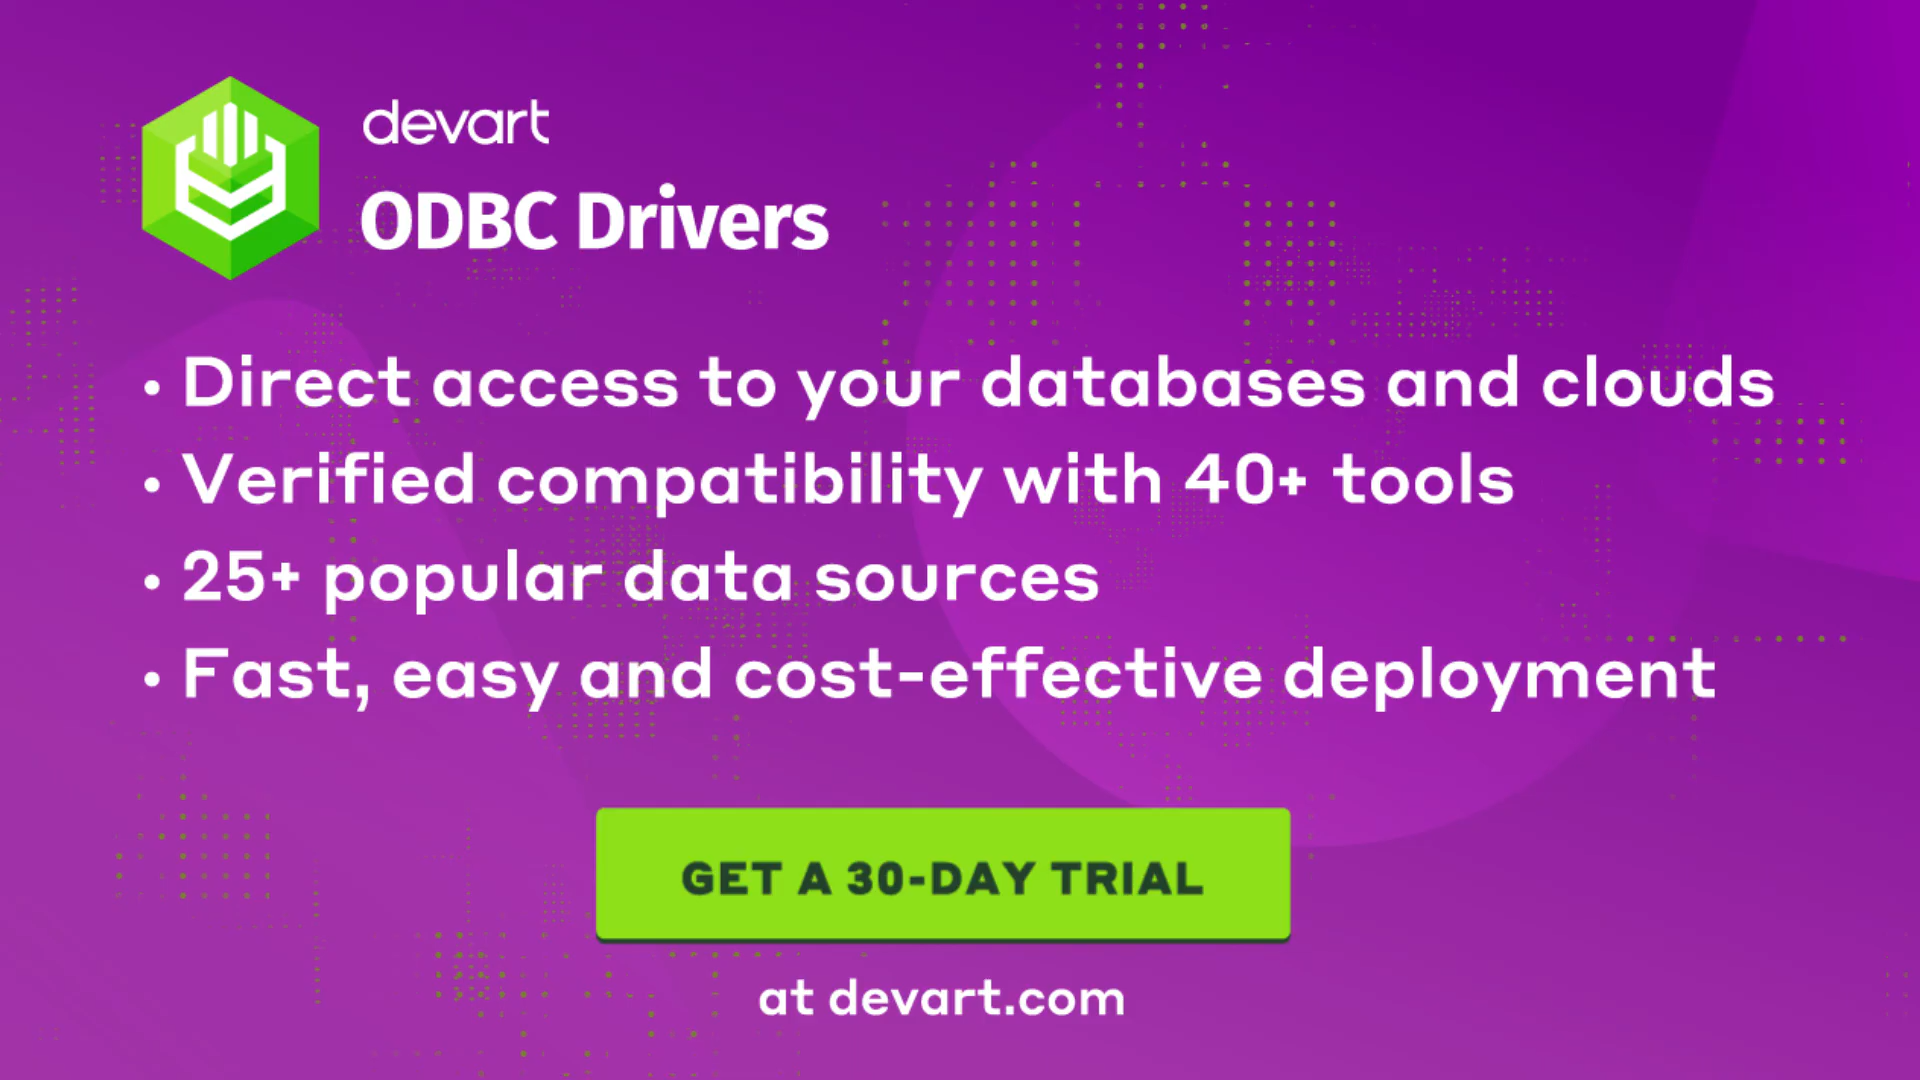 devart
ODBC Drivers
• Direct access to your databases and clouds
• Verified compatibility with 40+ tools
• 25+ popular data sources
• Fast, easy and cost-effective deployment
GET A 30-DAY TRIAL
at devart.com